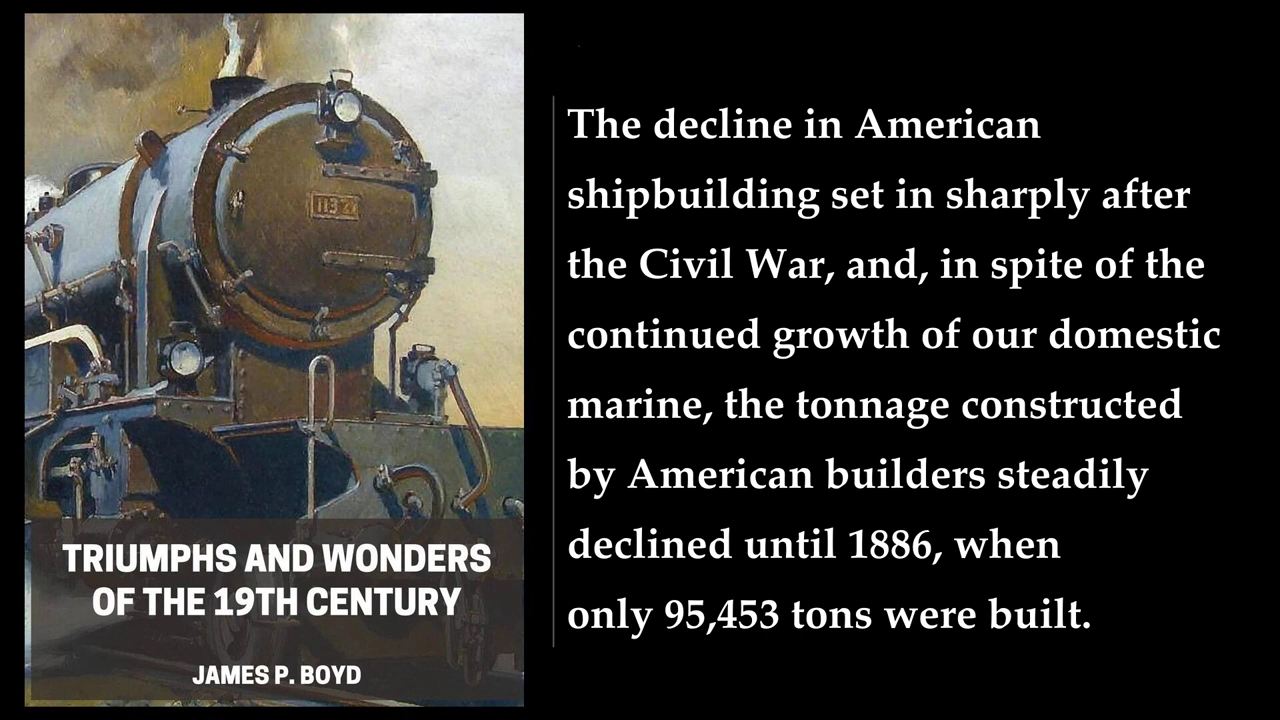 TRIUMPHS AND WONDERS
OF THE 19TH CENTURY
JAMES P. BOYD
The decline in American
shipbuilding set in sharply after
the Civil War, and, in spite of the
continued growth of our domestic
marine, the tonnage constructed
by American builders steadily
declined until 1886, when
only 95,453 tons were built.